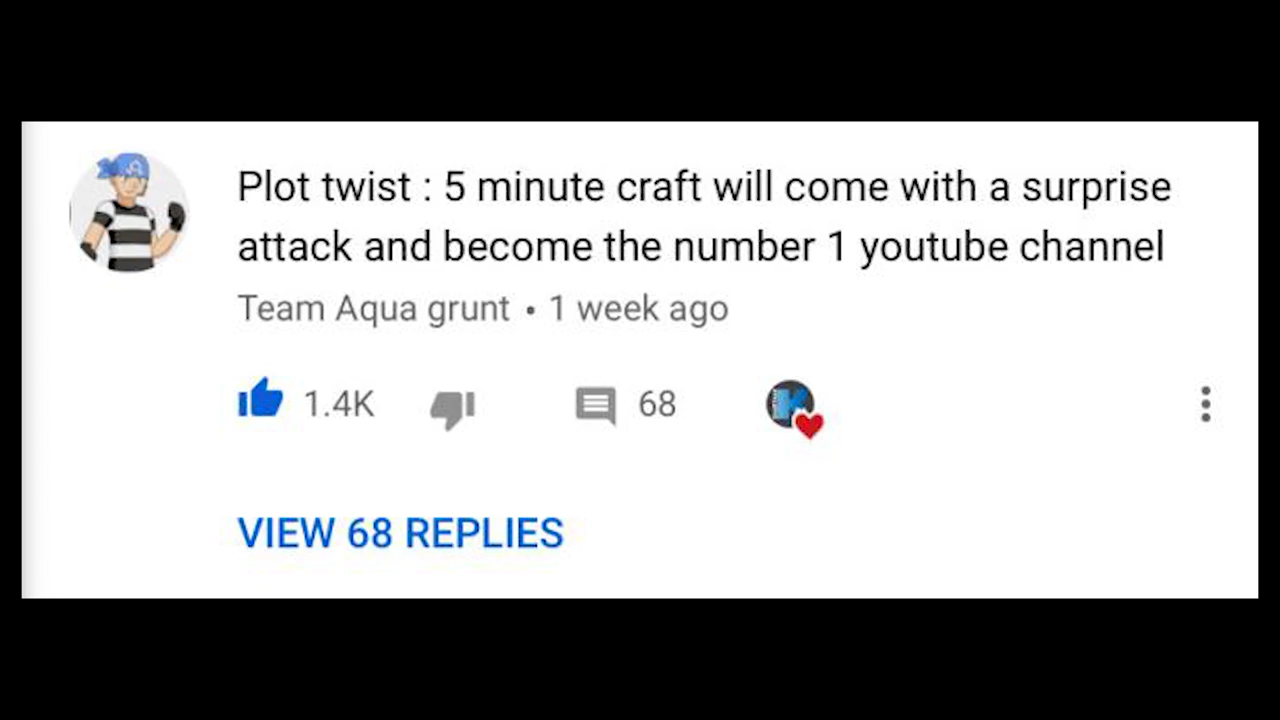 Plot twist : 5 minute craft will come with a surprise
attack and become the number 1 youtube channel
Team Aqua grunt • 1 week ago
1.4K 68
VIEW 68 REPLIES